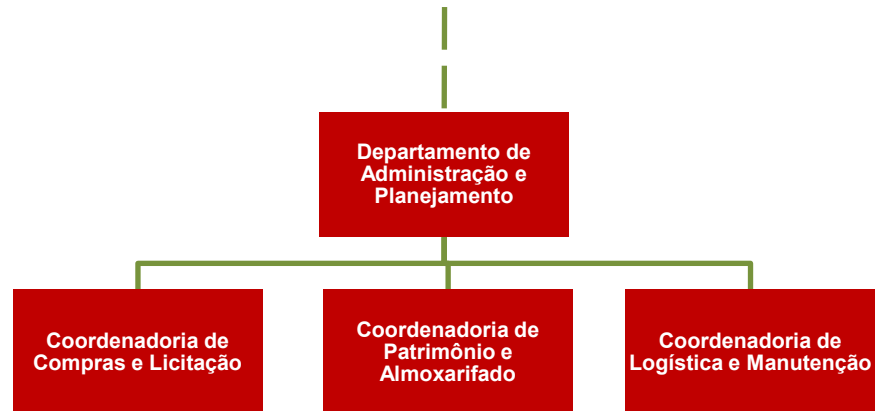 Departamento de
Administração e
Planejamento
Coordenadoria de
Compras e Licitação
Coordenadoria de
Patrimônio e
Almoxarifado
Coordenadoria de
Logística e Manutenção